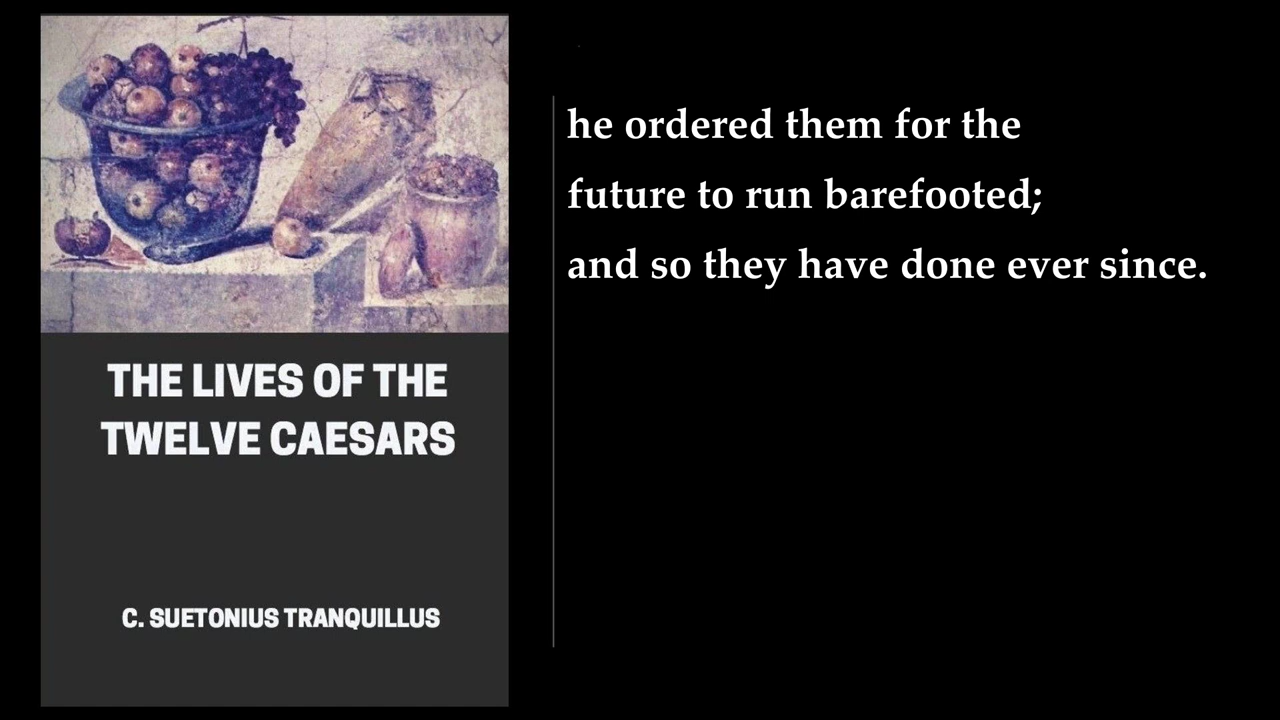 THE LIVES OF THE
TWELVE CAESARS
C. SUETONIUS TRANQUILLUS
he ordered them for the
future to run barefooted;
and so they have done ever since.